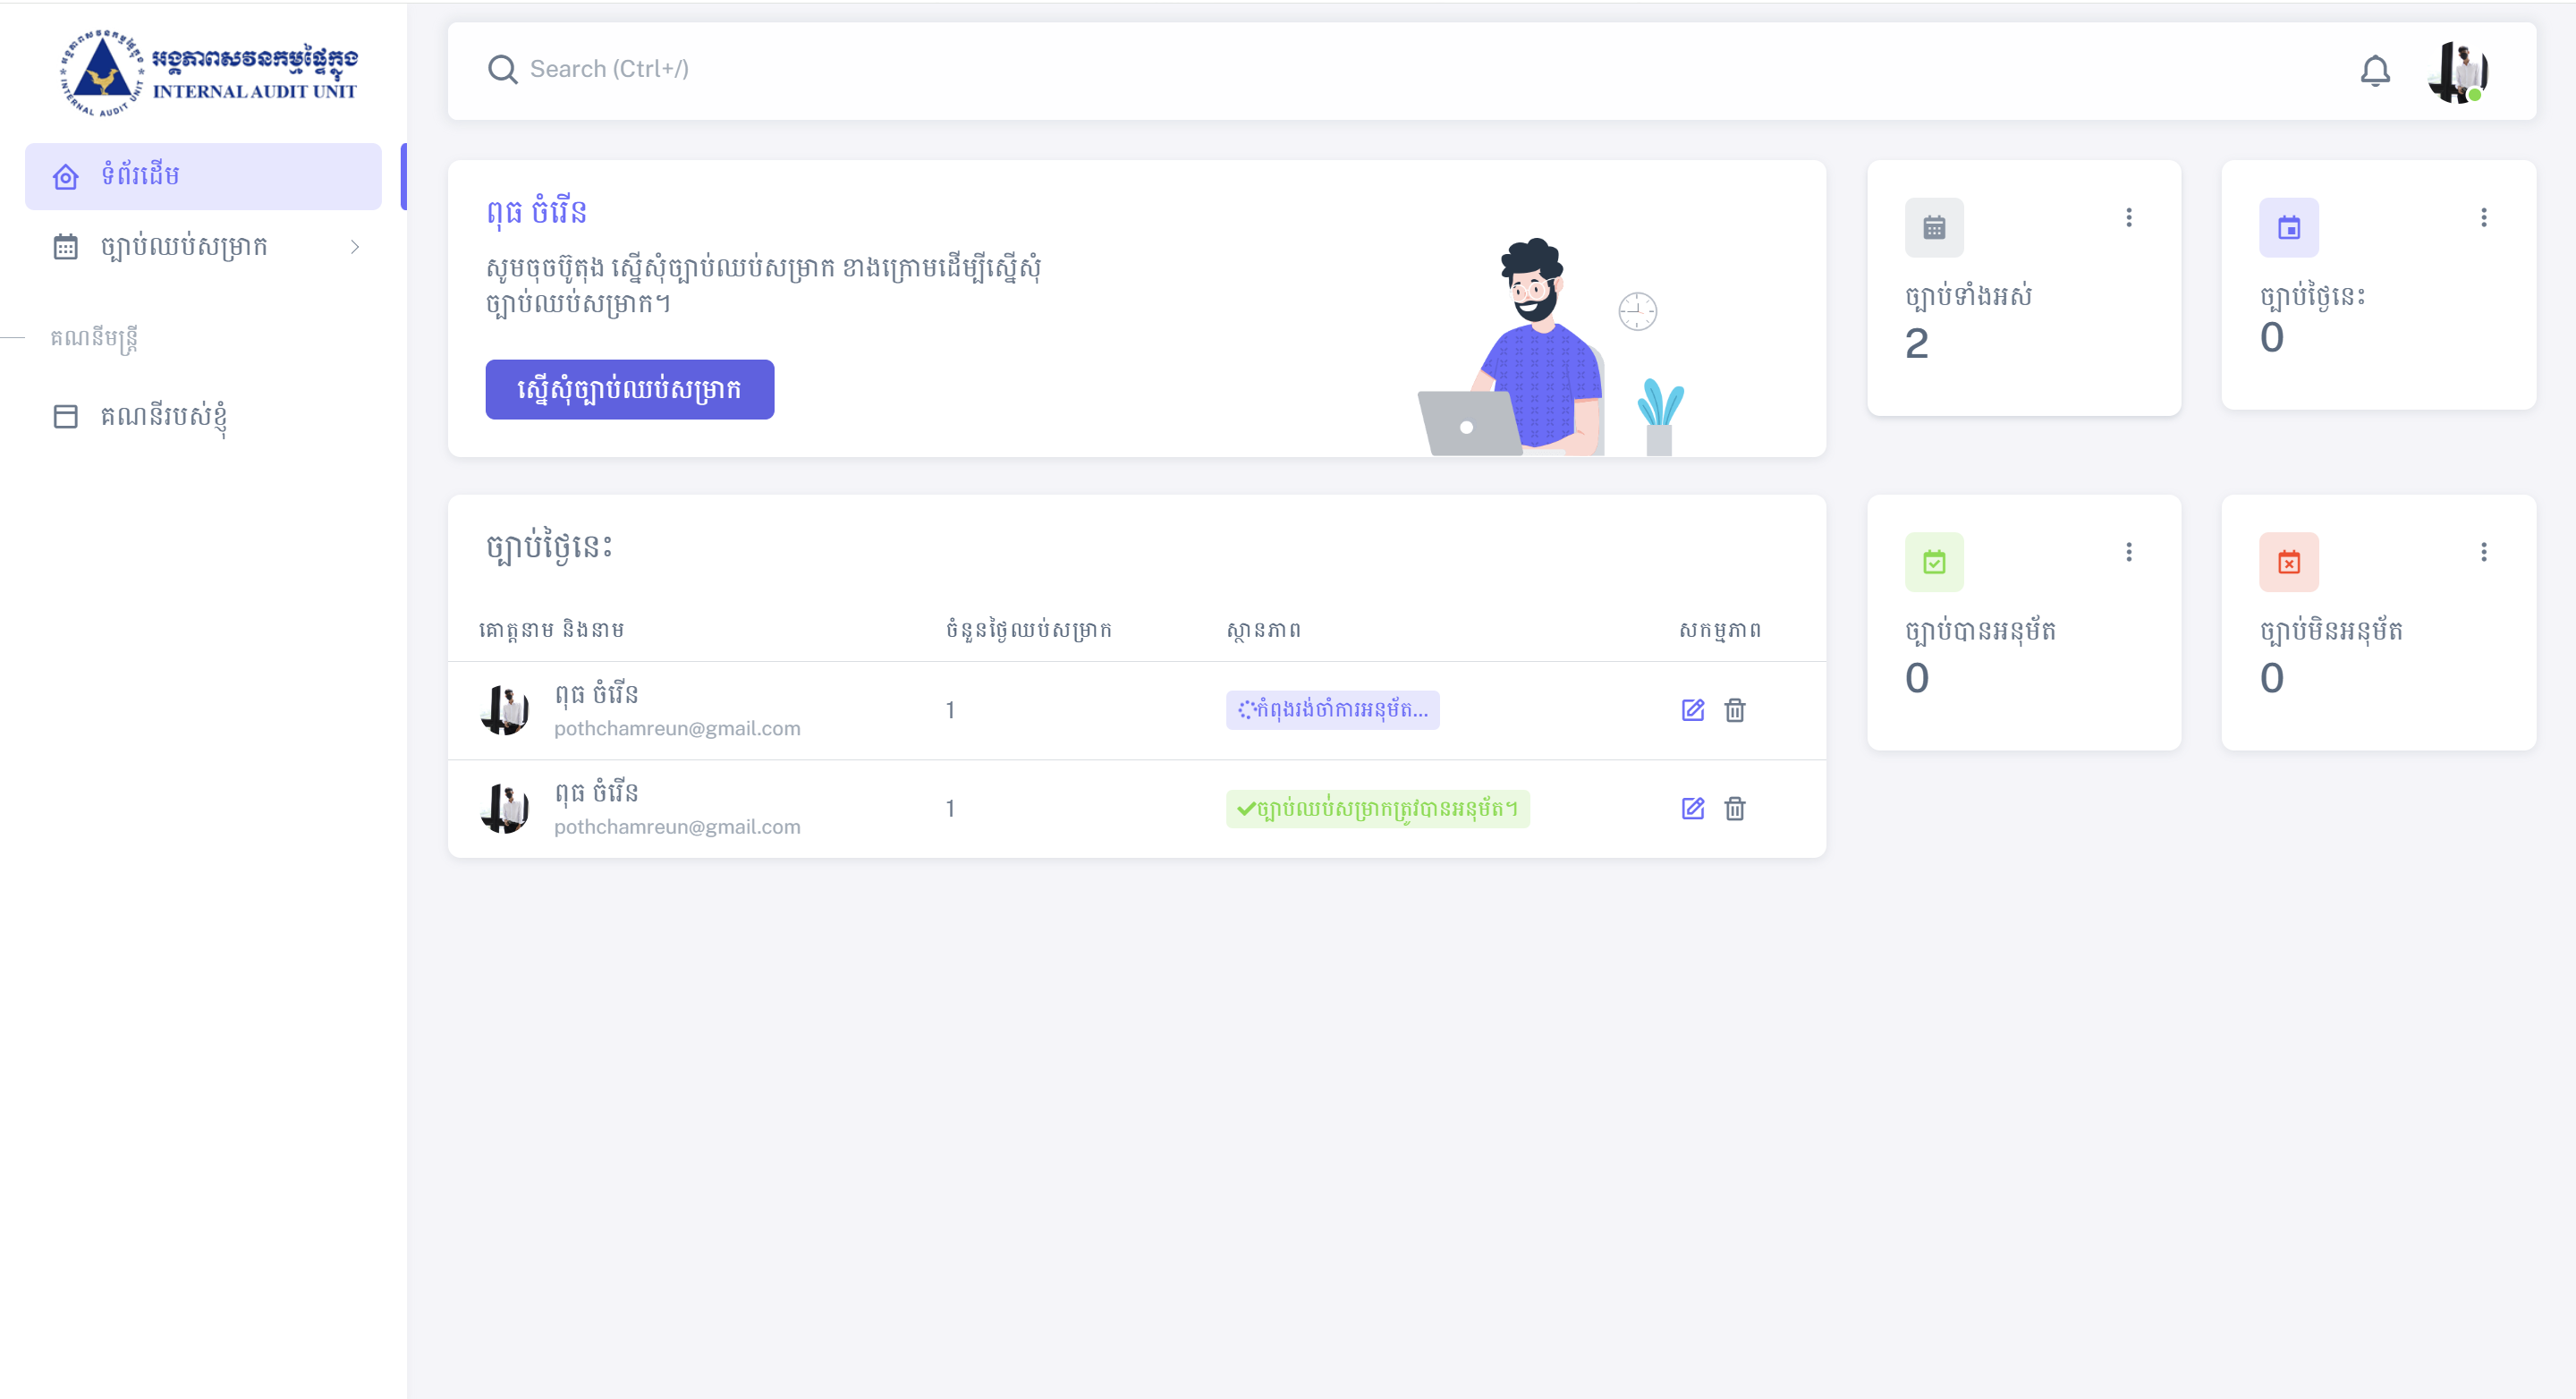 អង្គភាពសវនកម្មផ្ទៃក្នុង
INTERNAL AUDIT UNIT
ទំព័រដើម
ច្បាប់ឈប់សម្រាក
គណនីមន្ត្រី
គណនីរបស់ខ្ញុំ
Search (Ctrl+/)
ពុធ ចំរើន
សូមចុចប៊ូតុង ស្នើសុំច្បាប់ឈប់សម្រាក ខាងក្រោមដើម្បីស្នើសុំ
ច្បាប់ឈប់សម្រាក។
ស្នើសុំច្បាប់ឈប់សម្រាក
ច្បាប់ទាំងអស់
2
ច្បាប់ថ្ងៃនេះ
0
ច្បាប់ថ្ងៃនេះ
គោត្តនាម និងនាម ចំនួនថ្ងៃឈប់សម្រាក ស្ថានភាព សកម្មភាព
ពុធ ចំរើន
pothchamreun@gmail.com
1
កំពុងរង់ចាំការអនុម័ត...
ពុធ ចំរើន
pothchamreun@gmail.com
1
ច្បាប់ឈប់សម្រាកត្រូវបានអនុម័ត។
ច្បាប់បានអនុម័ត
0
ច្បាប់មិនអនុម័ត
0